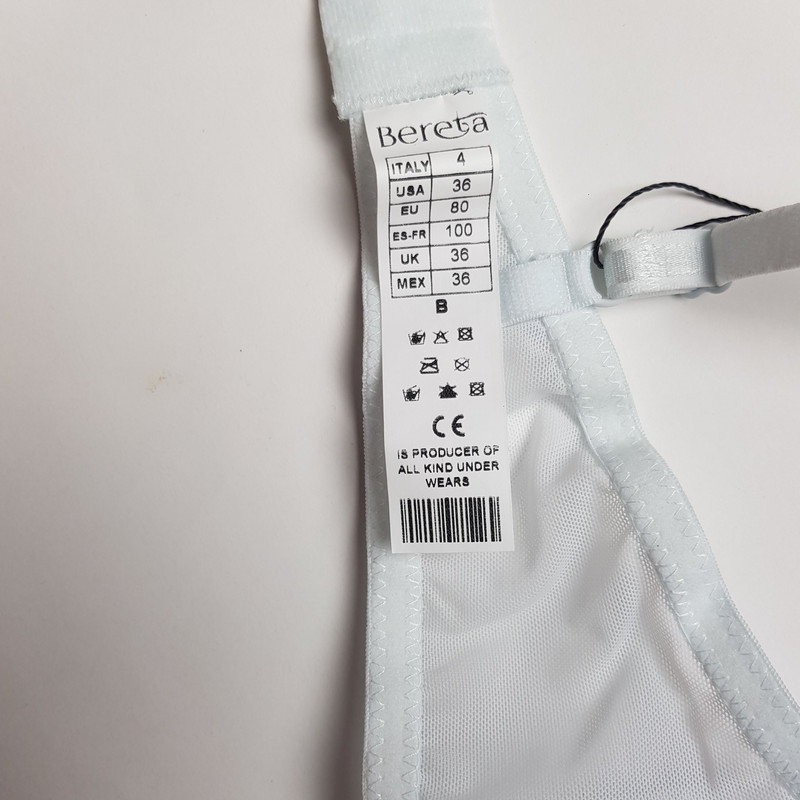 Bereta
ITALY 4
USA 36
EU 80
ES-FR 100
UK 36
MEX 36
B
CE
IS PRODUCER OF
ALL KIND UNDER
WEARS